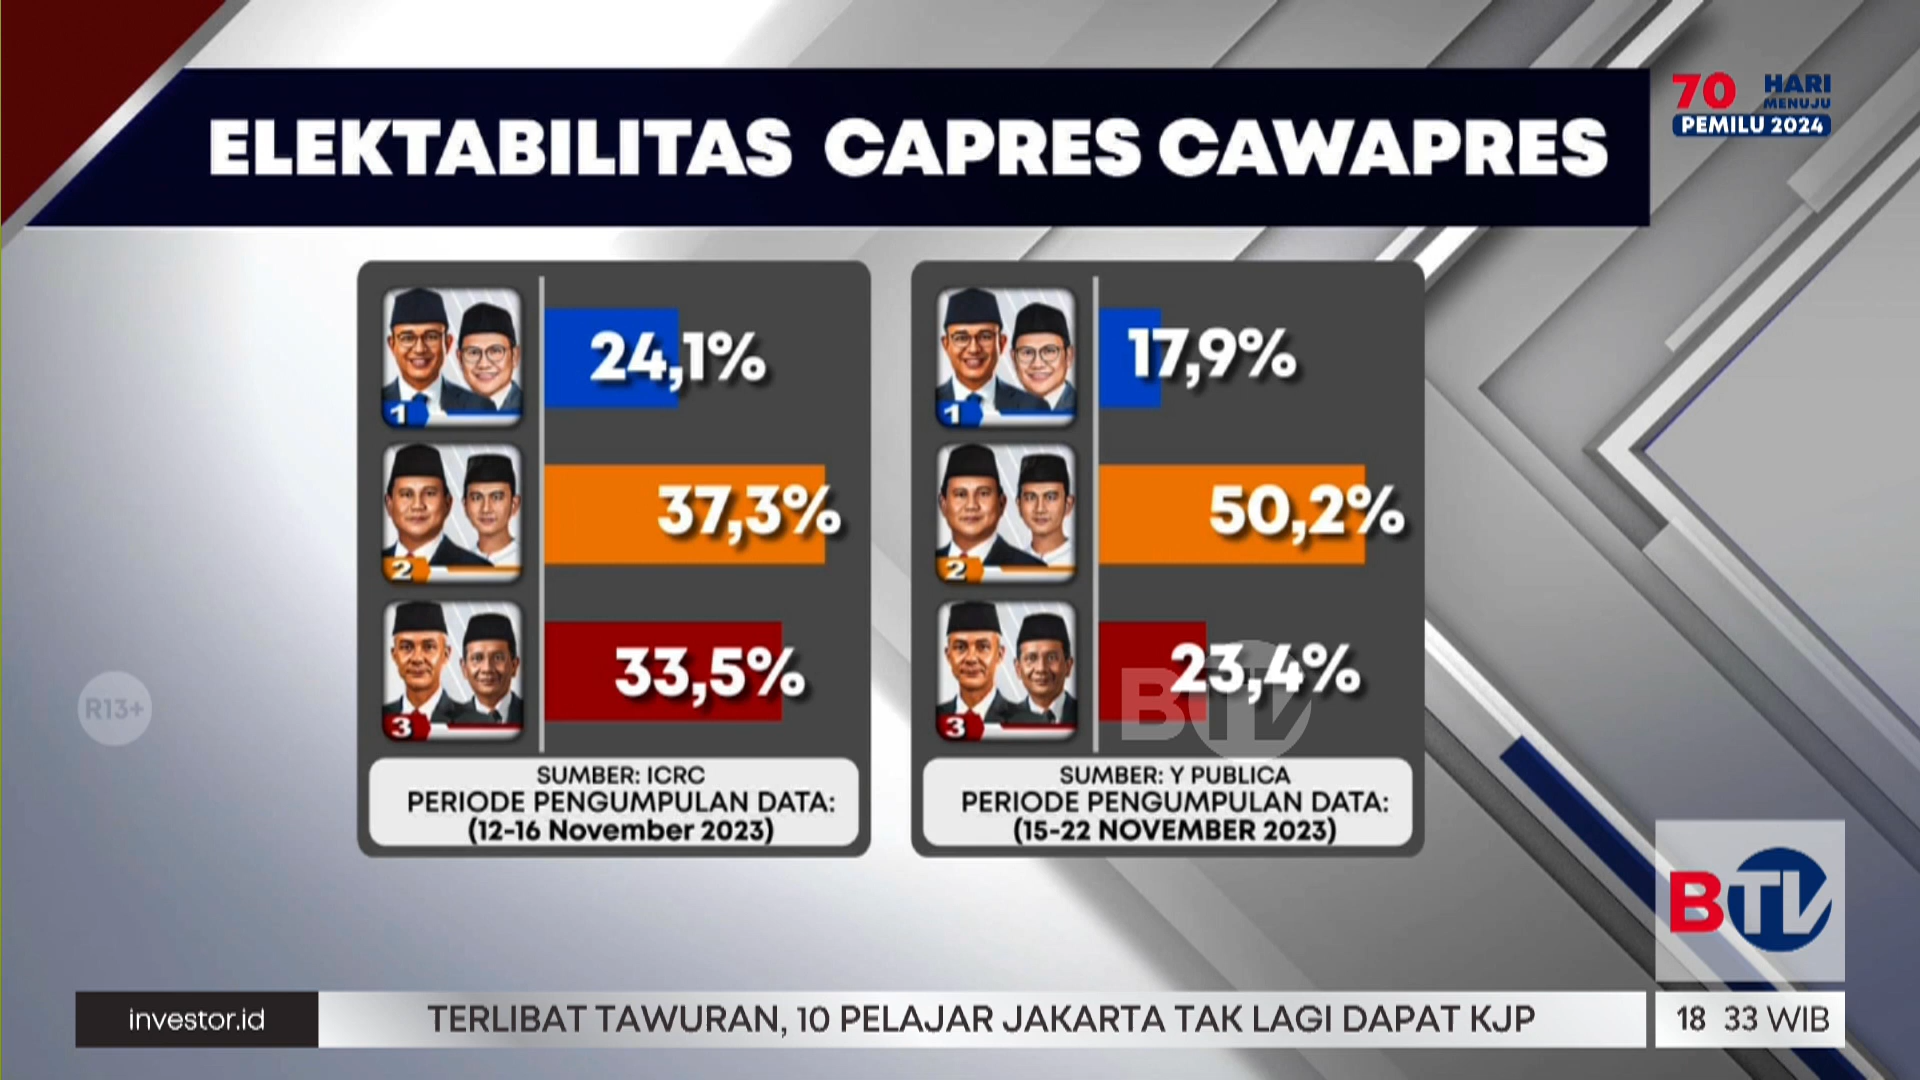 ELEKTABILITAS CAPRES CAWAPRES
70 HARI
MENUJU
PEMILU 2024
24,1%
1
37,3%
2
33,5%
3
SUMBER: ICRC
PERIODE PENGUMPULAN DATA:
(12-16 November 2023)
17,9%
1
50,2%
2
23,4%
3
BTV
SUMBER: Y PUBLICA
PERIODE PENGUMPULAN DATA:
(15-22 NOVEMBER 2023)
R13+
BTV
investor.id
TERLIBAT TAWURAN, 10 PELAJAR JAKARTA TAK LAGI DAPAT KJP
18 33 WIB